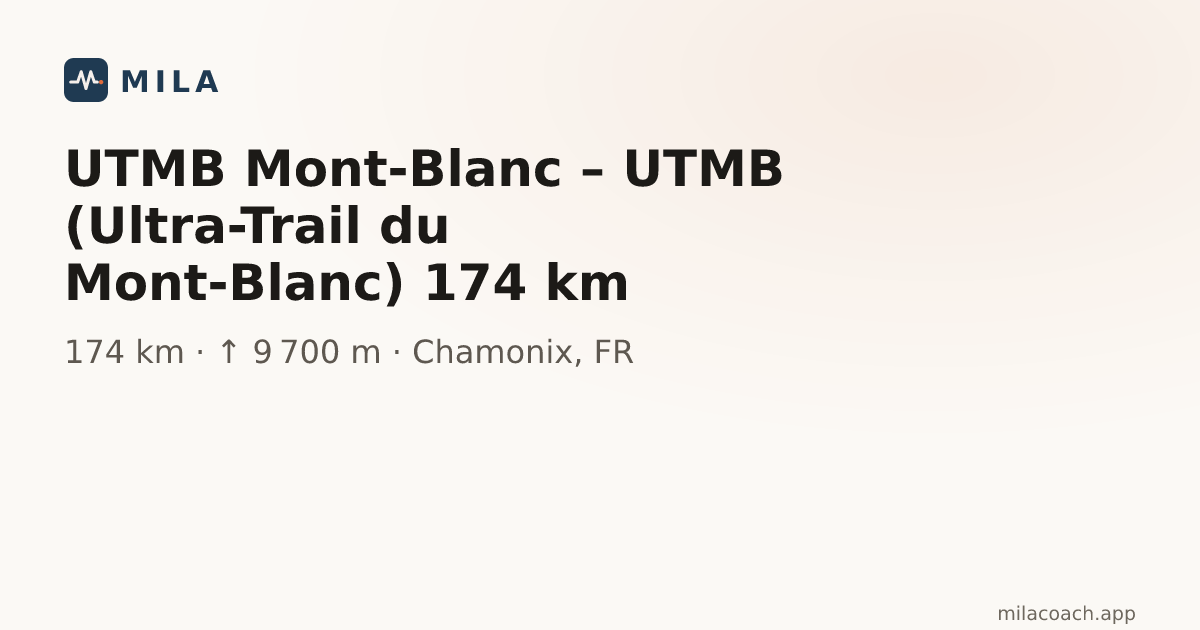 MILA
UTMB Mont-Blanc – UTMB
(Ultra-Trail du
Mont-Blanc) 174 km
174 km · ↑ 9 700 m · Chamonix, FR
milacoach.app